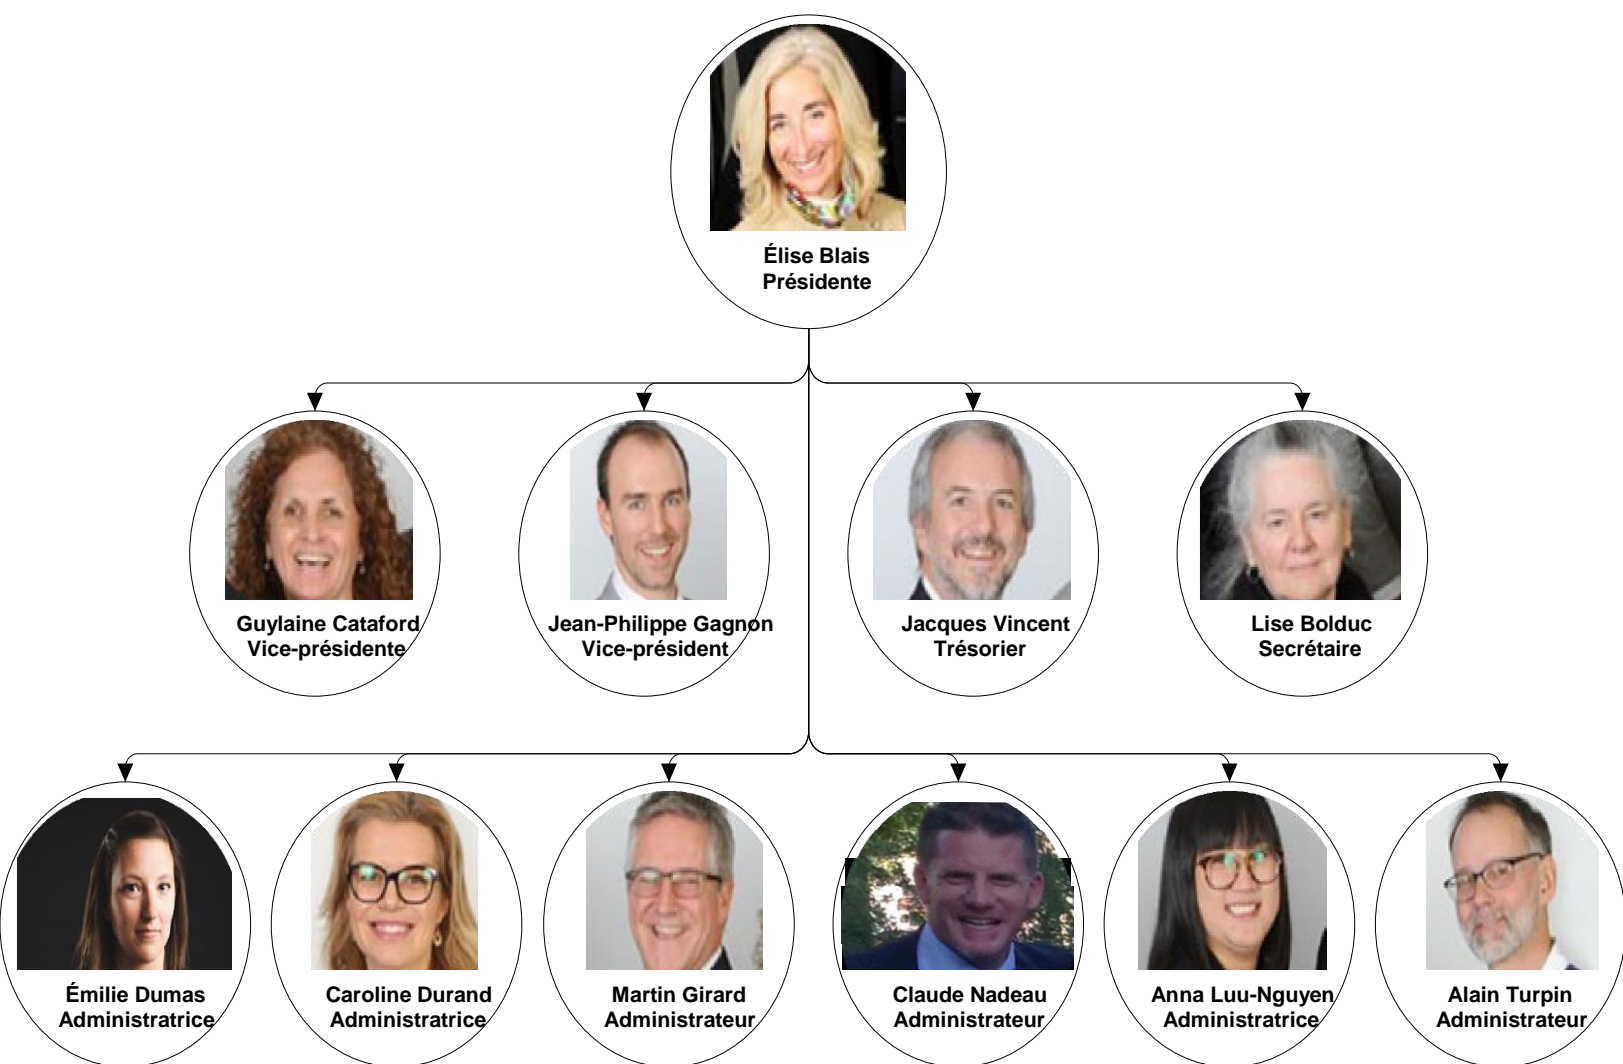 Élise Blais
Présidente
Guylaine Cataford
Vice-présidente
Jean-Philippe Gagnon
Vice-président
Jacques Vincent
Trésorier
Lise Bolduc
Secrétaire
Émilie Dumas
Administratrice
Caroline Durand
Administratrice
Martin Girard
Administrateur
Claude Nadeau
Administrateur
Anna Luu-Nguyen
Administratrice
Alain Turpin
Administrateur